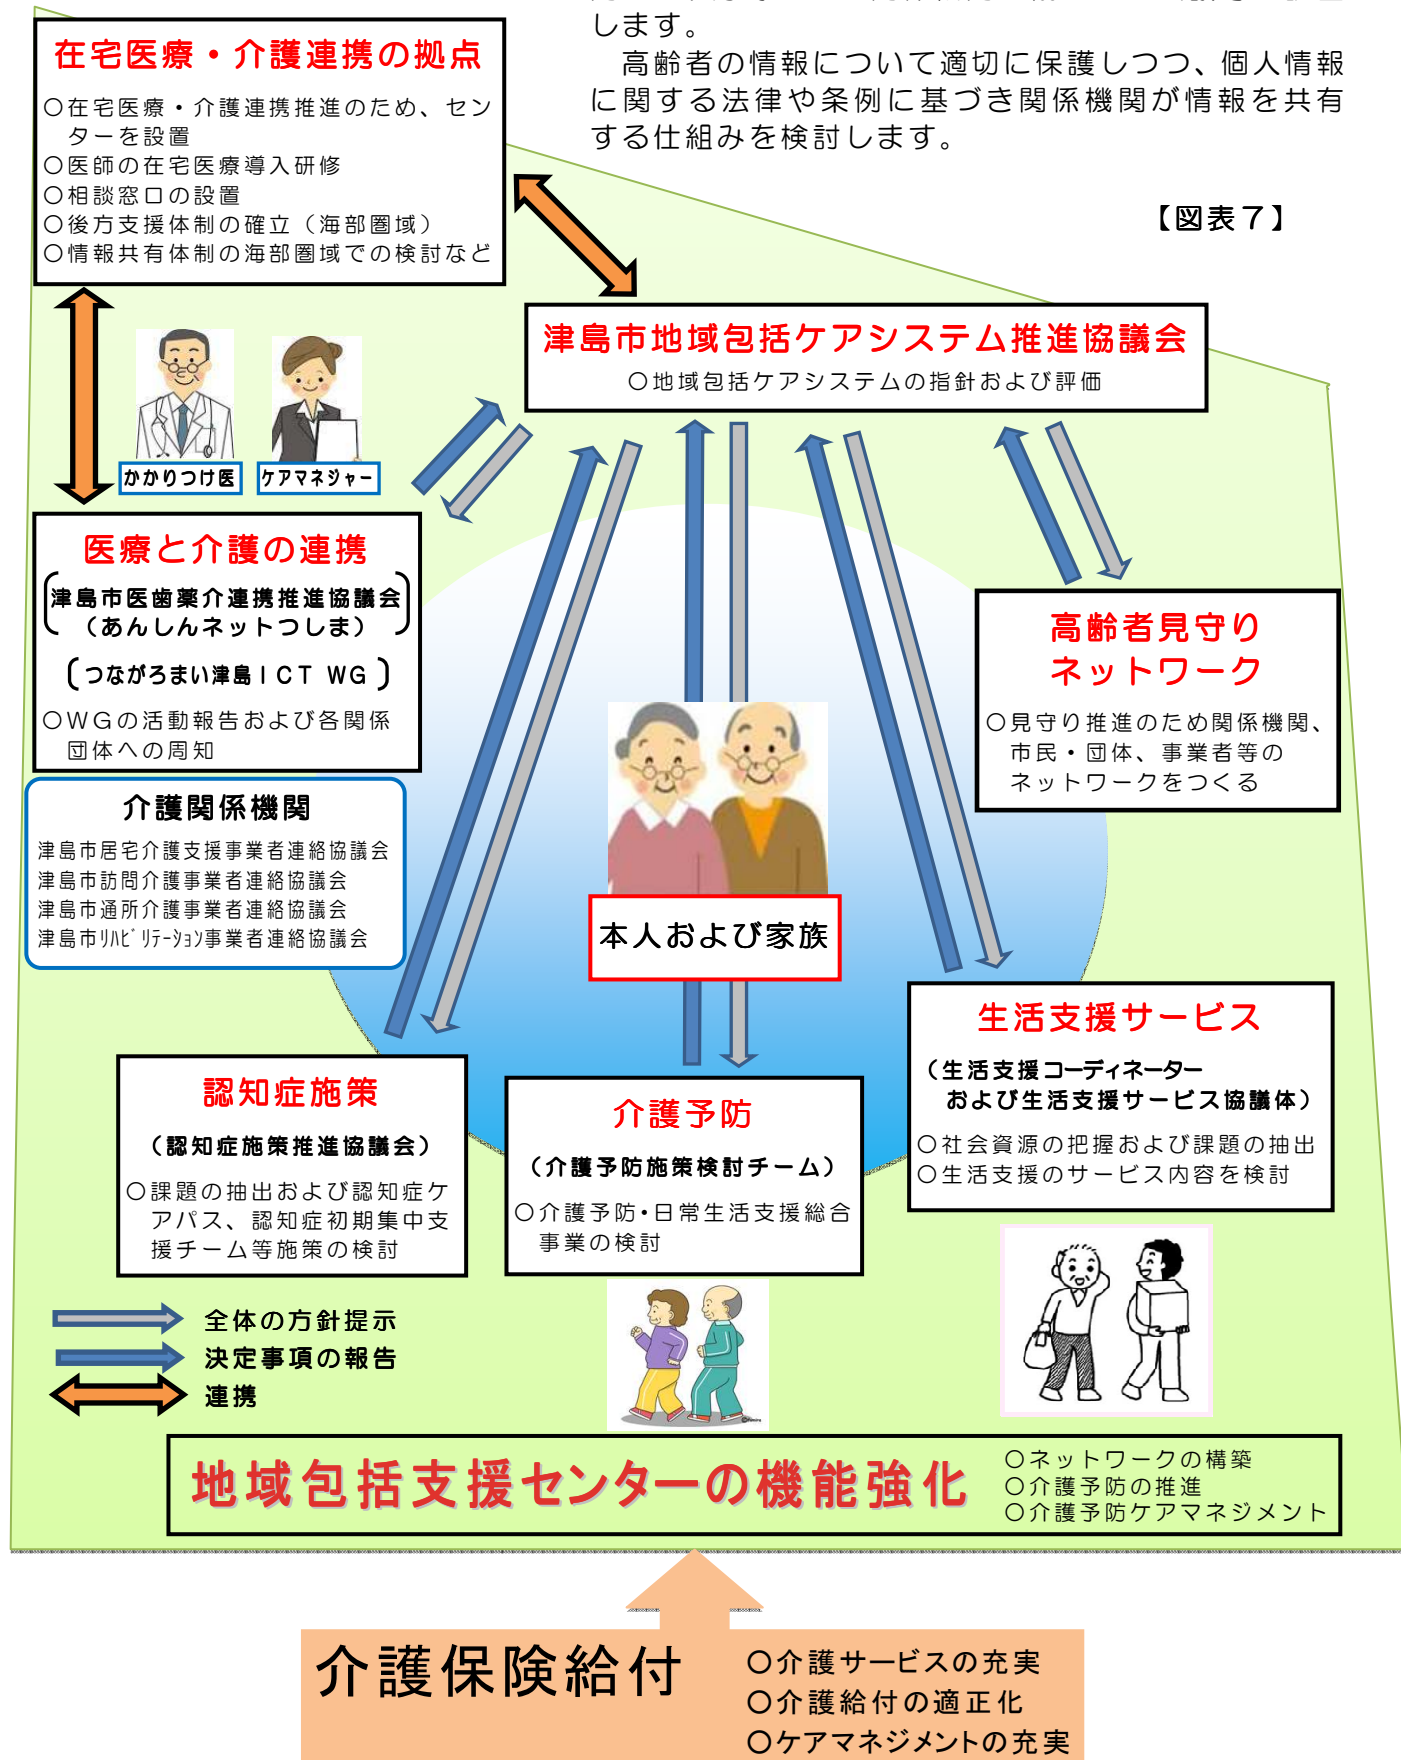 します。
高齢者の情報について適切に保護しつつ、個人情報
に関する法律や条例に基づき関係機関が情報を共有
する仕組みを検討します。
【図表７】
在宅医療・介護連携の拠点
○在宅医療・介護連携推進のため、セン
ターを設置
○医師の在宅医療導入研修
○相談窓口の設置
○後方支援体制の確立（海部圏域）
○情報共有体制の海部圏域での検討など
津島市地域包括ケアシステム推進協議会
○地域包括ケアシステムの指針および評価
かかりつけ医
ケアマネジャー
医療と介護の連携
津島市医歯薬介連携推進協議会
（あんしんネットつしま）
〔つながろまい津島ＩＣＴ ＷＧ〕
○ＷＧの活動報告および各関係
団体への周知
介護関係機関
津島市居宅介護支援事業者連絡協議会
津島市訪問介護事業者連絡協議会
津島市通所介護事業者連絡協議会
津島市ﾘﾊﾋﾞﾘﾃｰｼｮﾝ事業者連絡協議会
高齢者見守り
ネットワーク
○見守り推進のため関係機関、
市民・団体、事業者等の
ネットワークをつくる
本人および家族
生活支援サービス
（生活支援コーディネーター
および生活支援サービス協議体）
○社会資源の把握および課題の抽出
○生活支援のサービス内容を検討
認知症施策
（認知症施策推進協議会）
○課題の抽出および認知症ケ
アパス、認知症初期集中支
援チーム等施策の検討
介護予防
（介護予防施策検討チーム）
○介護予防・日常生活支援総合
事業の検討
全体の方針提示
決定事項の報告
連携
地域包括支援センターの機能強化
○ネットワークの構築
○介護予防の推進
○介護予防ケアマネジメント
介護保険給付
○介護サービスの充実
○介護給付の適正化
○ケアマネジメントの充実